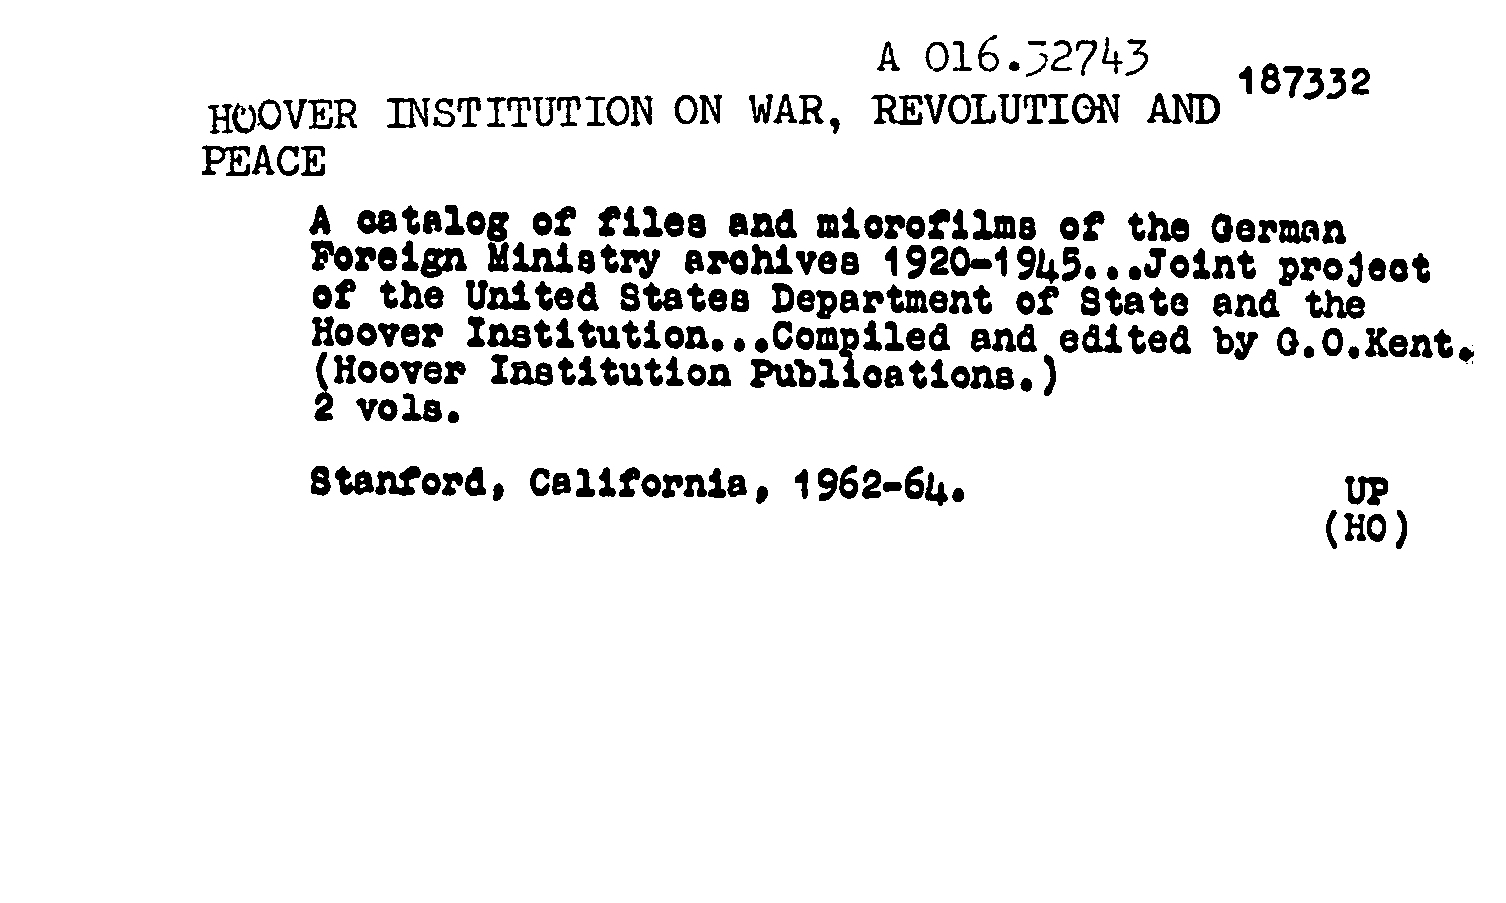 A 016.32743
187332
HOOVER INSTITUTION ON WAR, REVOLUTION AND
PEACE
A catalog of files and microfilms of the German
Foreign Ministry archives 1920-1945...Joint project
of the United States Department of State and the
Hoover Institution...Compiled and edited by G.O.Kent.
(Hoover Institution Publications.)
2 vols.
Stanford, California, 1962-64.
UP
(HO)